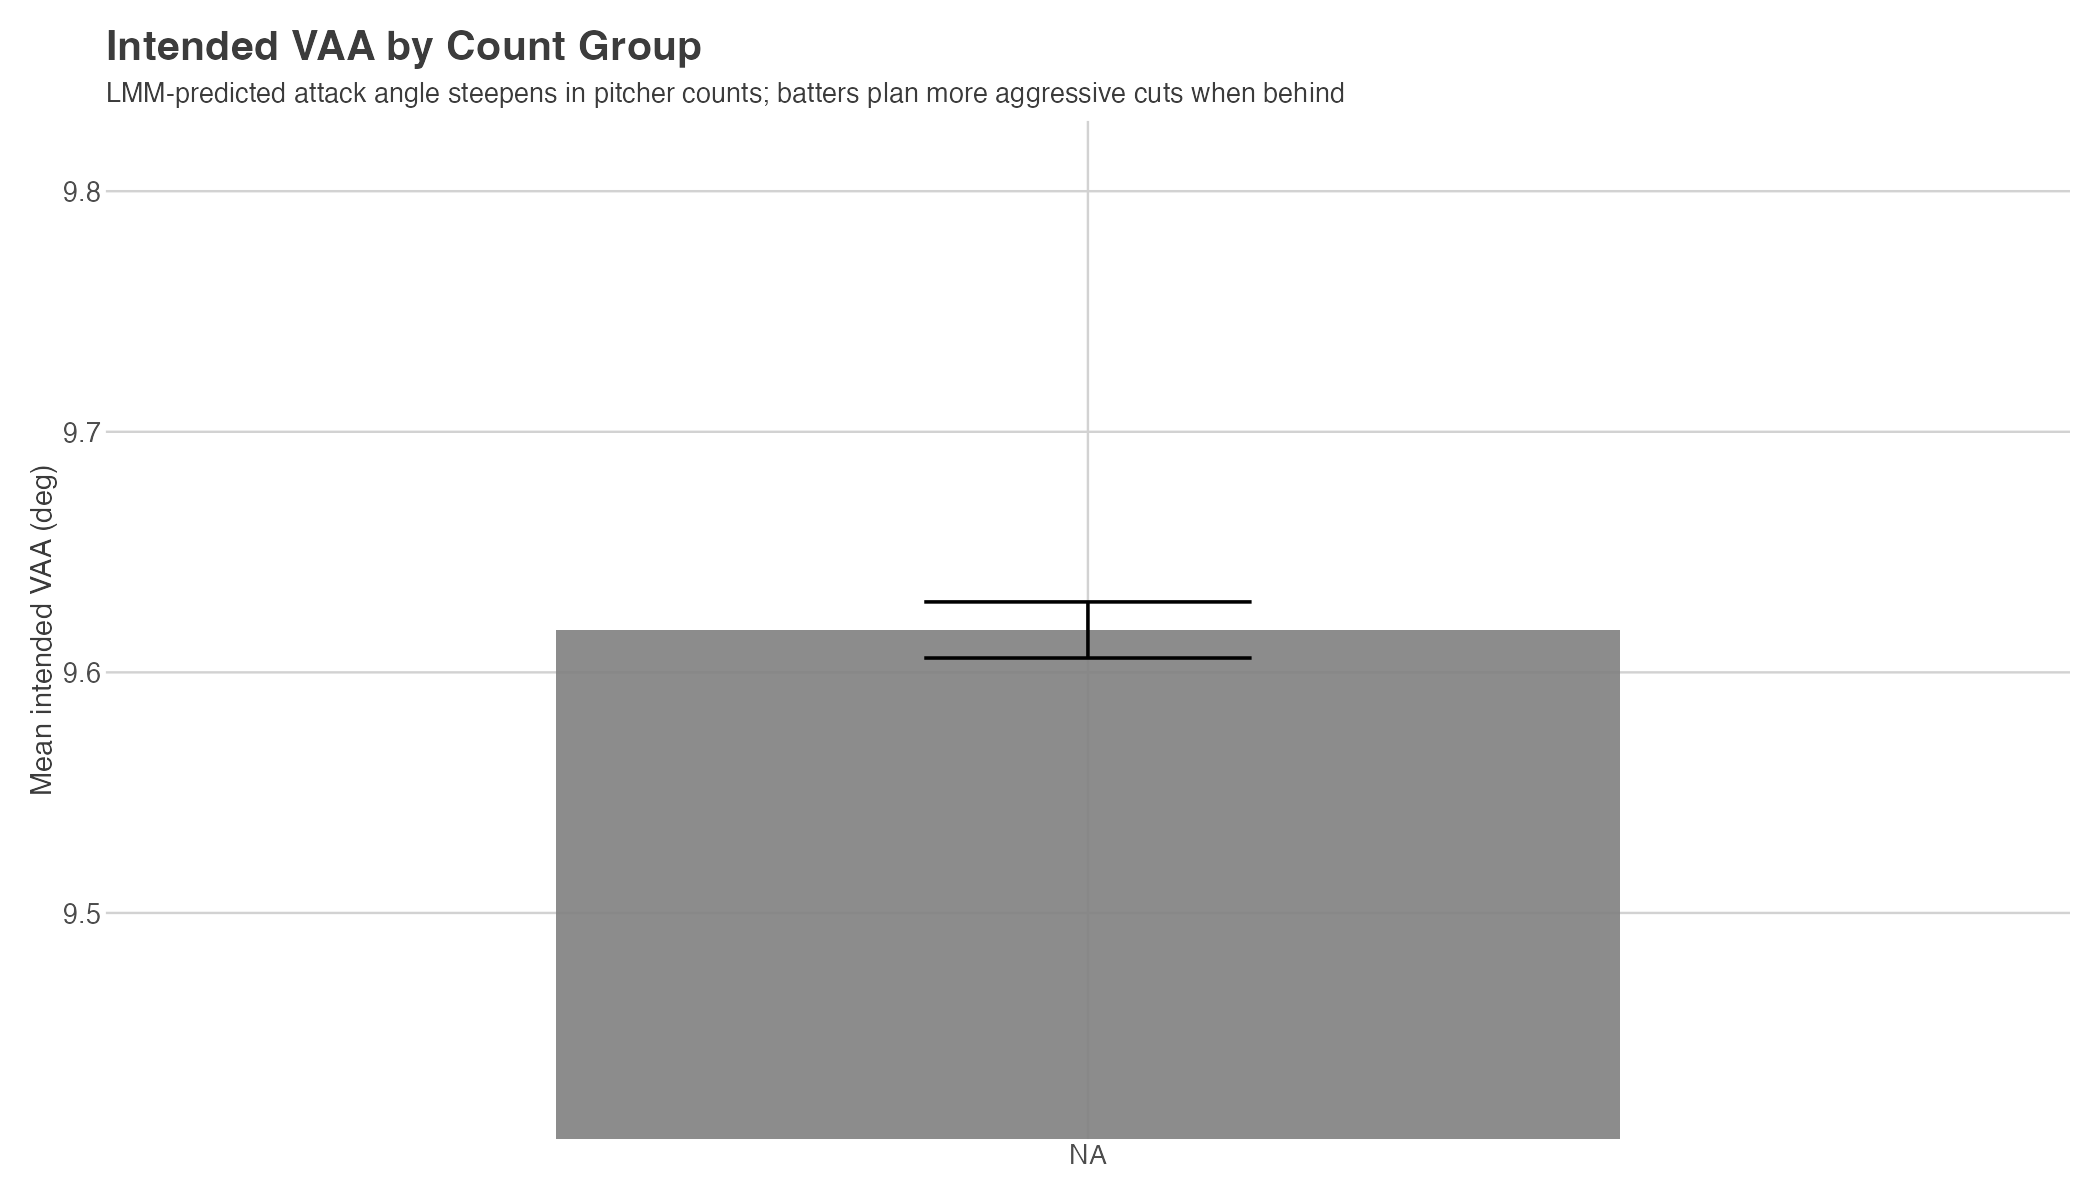 Intended VAA by Count Group
LMM-predicted attack angle steepens in pitcher counts; batters plan more aggressive cuts when behind
Mean intended VAA (deg)
9.8
9.7
9.6
9.5
NA